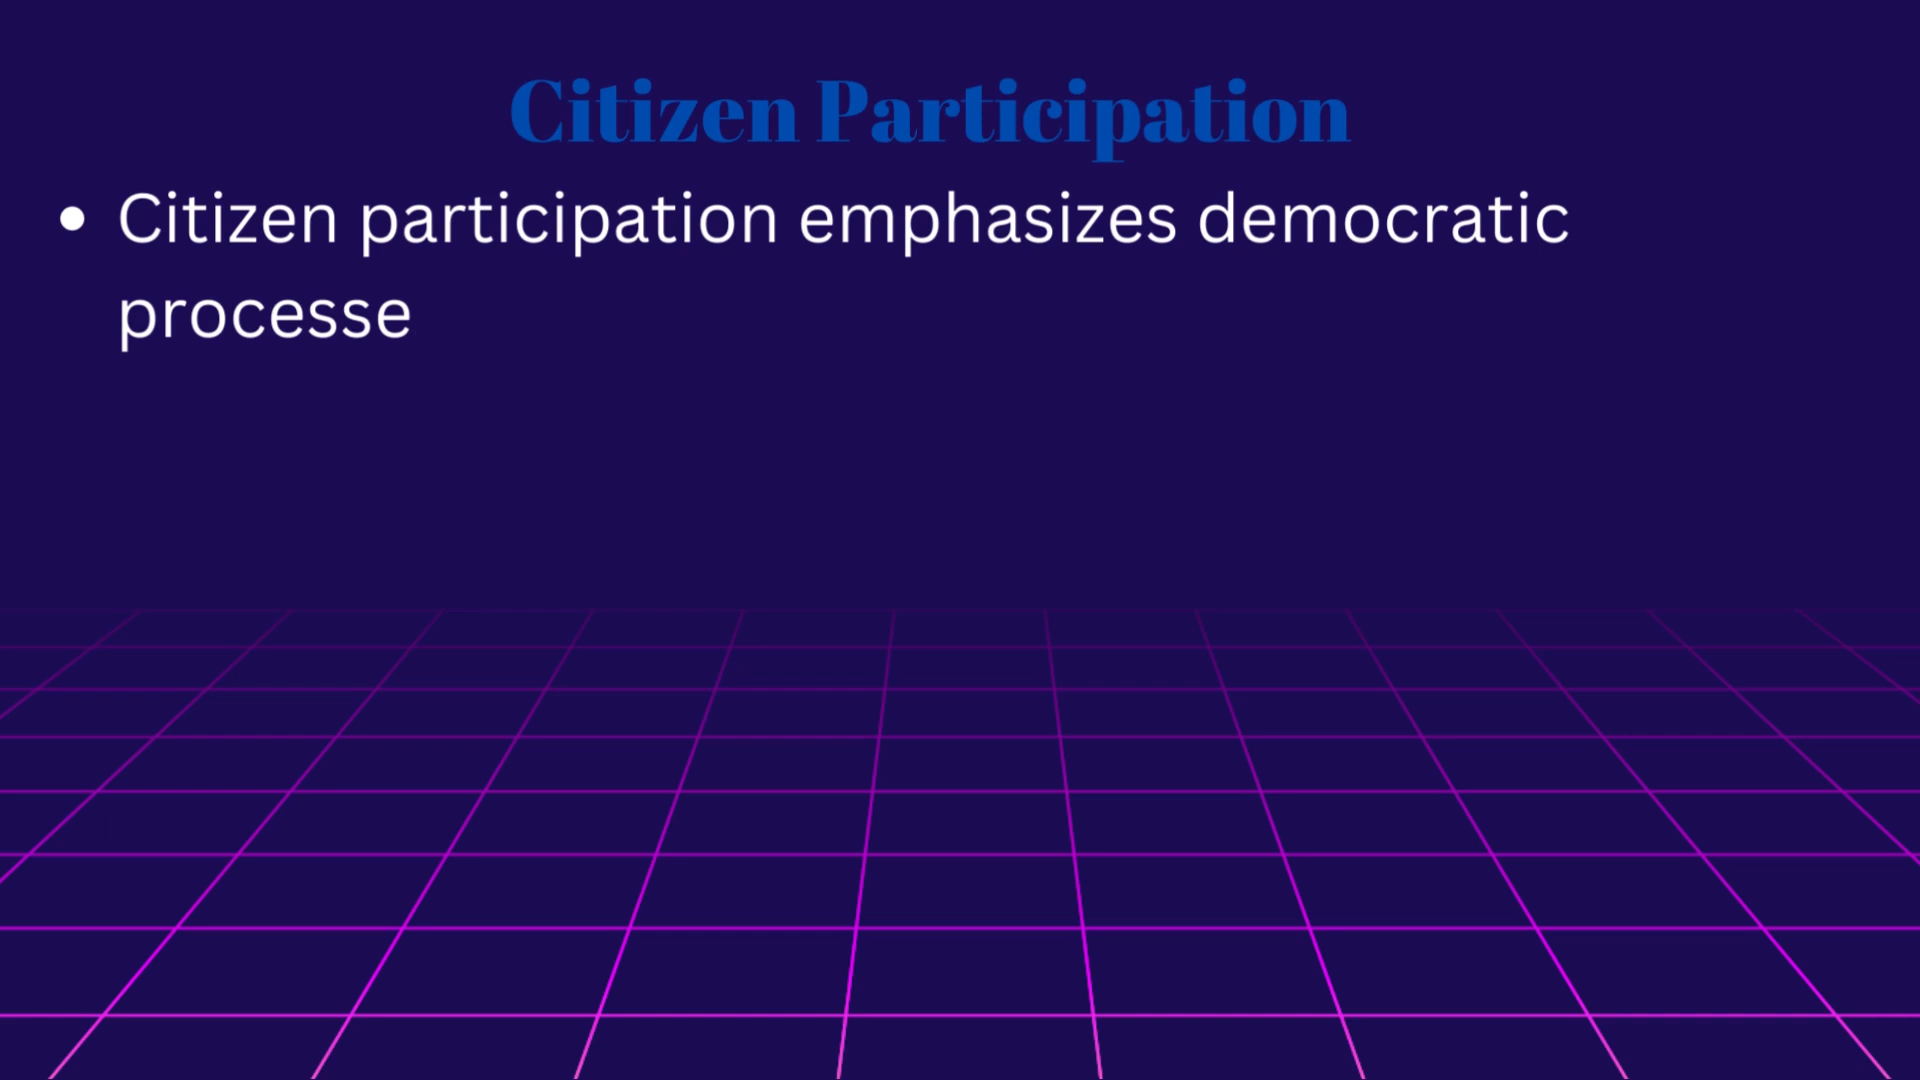 Citizen Participation
• Citizen participation emphasizes democratic
processe